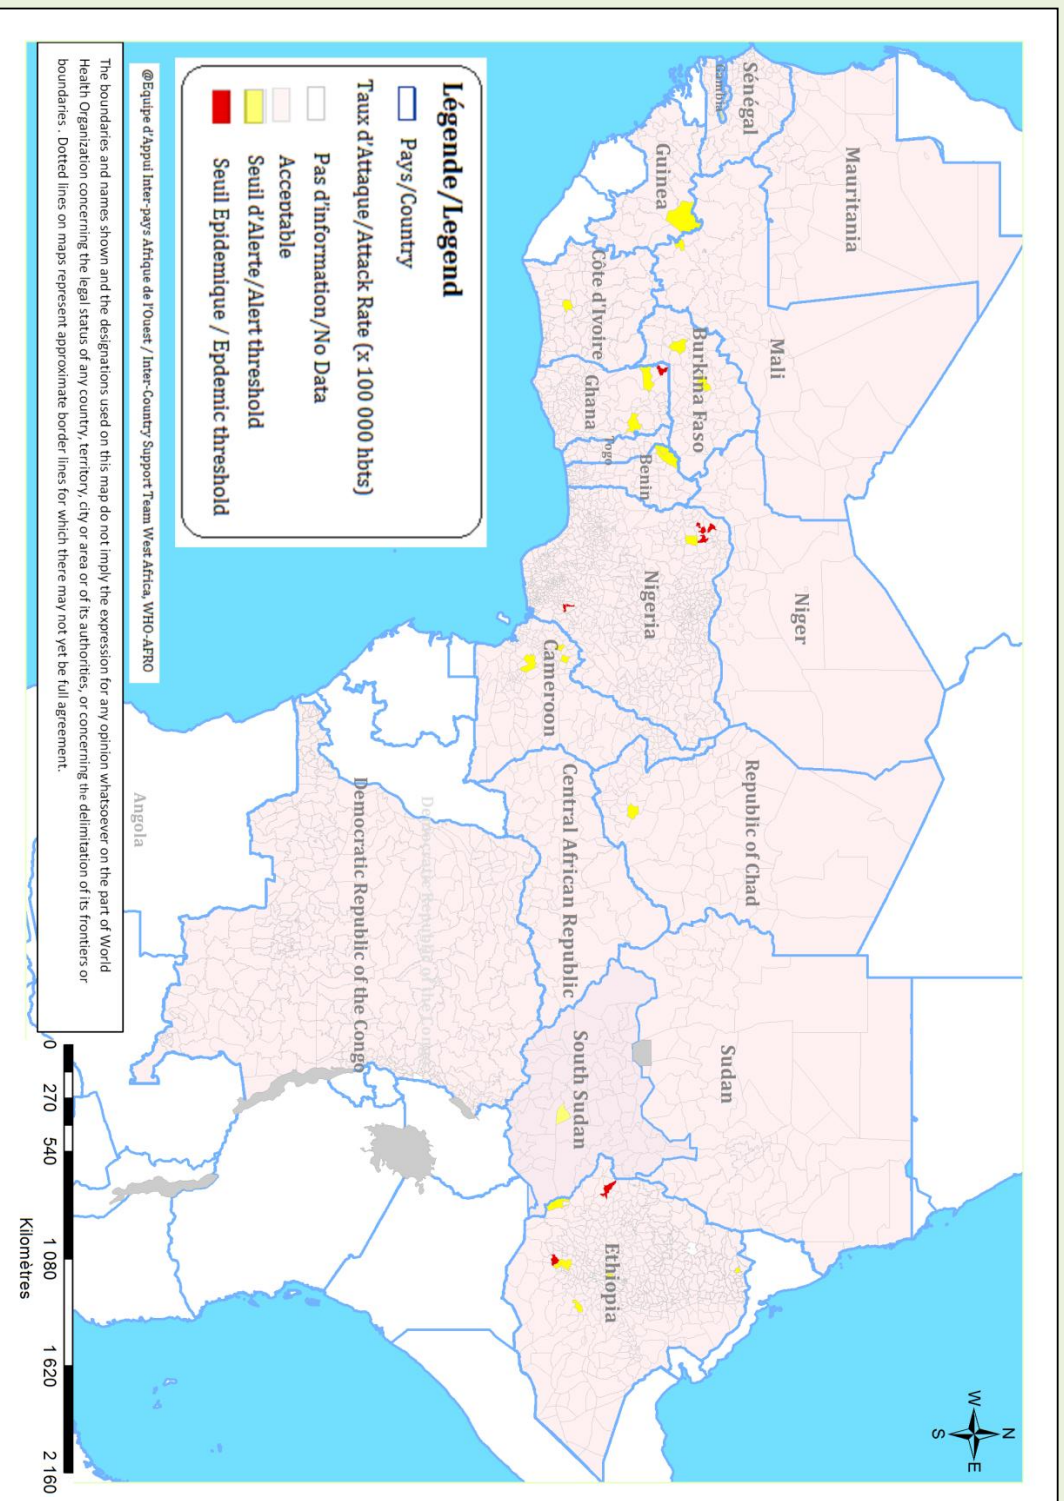 Légende/Legend
Pays/Country
Taux d'Attaque/Attack Rate (x 100 000 hbts)
Pas d'information/No Data
Acceptable
Seuil d'Alerte/Alert threshold
Seuil Epidemique / Epdemic threshold
@Equipe d'Appui Inter-pays Afrique de l'Ouest / Inter-Country Support Team West Africa, WHO-AFRO
The boundaries and names shown and the designations used on this map do not imply the expression for any opinion whatsoever on the part of World
Health Organization concerning the legal status of any country, territory, city or area or of its authorities, or concerning the delimitation of its frontiers or
boundaries . Dotted lines on maps represent approximate border lines for which there may not yet be full agreement.
Mauritania
Mali
Niger
Republic of Chad
Sudan
Sénégal
Gambia
Guinea
Burkina Faso
Côte d'Ivoire
Ghana
Togo
Benin
Nigeria
Cameroon
Central African Republic
South Sudan
Ethiopia
Democratic Republic of the Congo
Democratic Republic of the Congo
Angola
N
W
E
S
0 270 540 1 080 1 620 2 160
Kilomètres